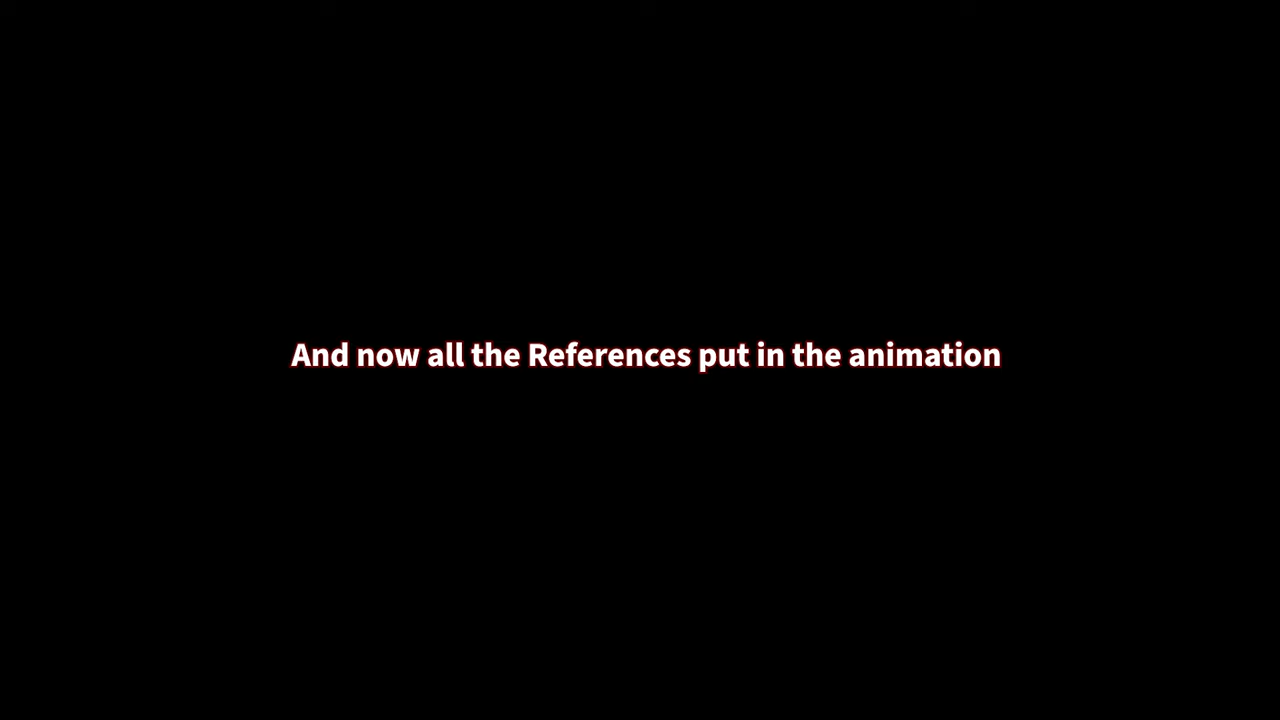 And now all the References put in the animation